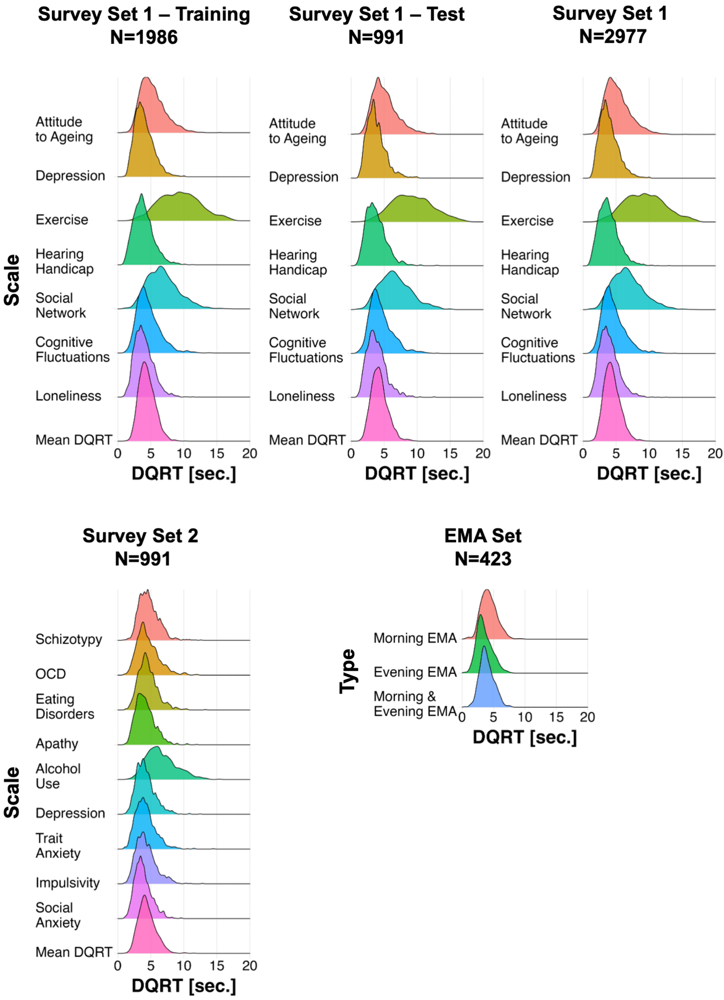 Survey Set 1 – Training
N=1986
Scale
Attitude
to Ageing
Depression
Exercise
Hearing
Handicap
Social
Network
Cognitive
Fluctuations
Loneliness
Mean DQRT
0 5 10 15 20
DQRT [sec.]
Survey Set 1 – Test
N=991
Attitude
to Ageing
Depression
Exercise
Hearing
Handicap
Social
Network
Cognitive
Fluctuations
Loneliness
Mean DQRT
0 5 10 15 20
DQRT [sec.]
Survey Set 1
N=2977
Attitude
to Ageing
Depression
Exercise
Hearing
Handicap
Social
Network
Cognitive
Fluctuations
Loneliness
Mean DQRT
0 5 10 15 20
DQRT [sec.]
Survey Set 2
N=991
Scale
Schizotypy
OCD
Eating
Disorders
Apathy
Alcohol
Use
Depression
Trait
Anxiety
Impulsivity
Social
Anxiety
Mean DQRT
0 5 10 15 20
DQRT [sec.]
EMA Set
N=423
Type
Morning EMA
Evening EMA
Morning &
Evening EMA
0 5 10 15 20
DQRT [sec.]